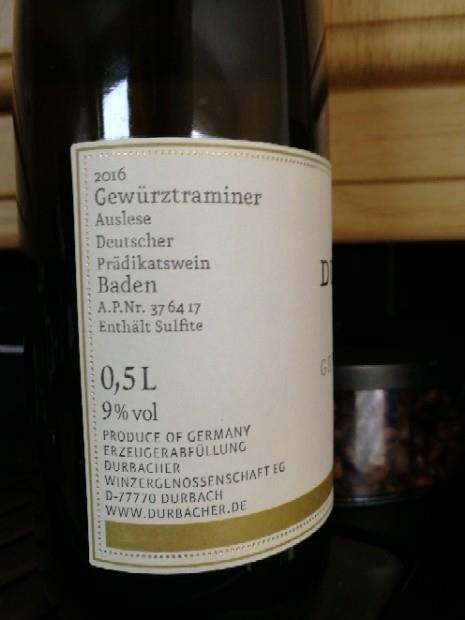 2016
Gewürztraminer
Auslese
Deutscher
Prädikatswein
Baden
A.P.Nr. 37 64 17
Enthält Sulfite
0,5 L
9% vol
PRODUCE OF GERMANY
ERZEUGERABFÜLLUNG
DURBACHER
WINZERGENOSSENSCHAFT EG
D-77770 DURBACH
WWW.DURBACHER.DE